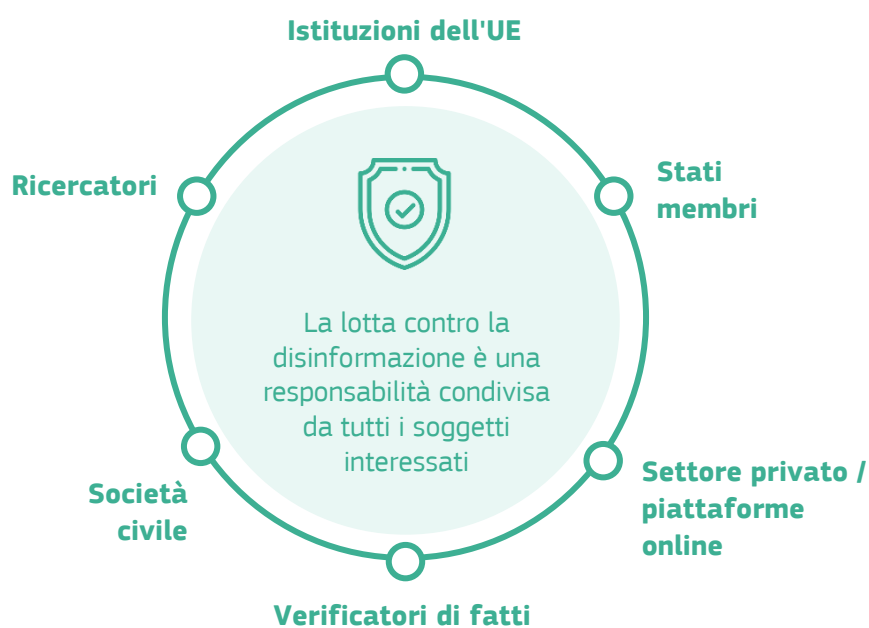 Istituzioni dell'UE
Ricercatori
Stati
membri
La lotta contro la
disinformazione è una
responsabilità condivisa
da tutti i soggetti
interessati
Settore privato /
piattaforme
online
Società
civile
Verificatori di fatti